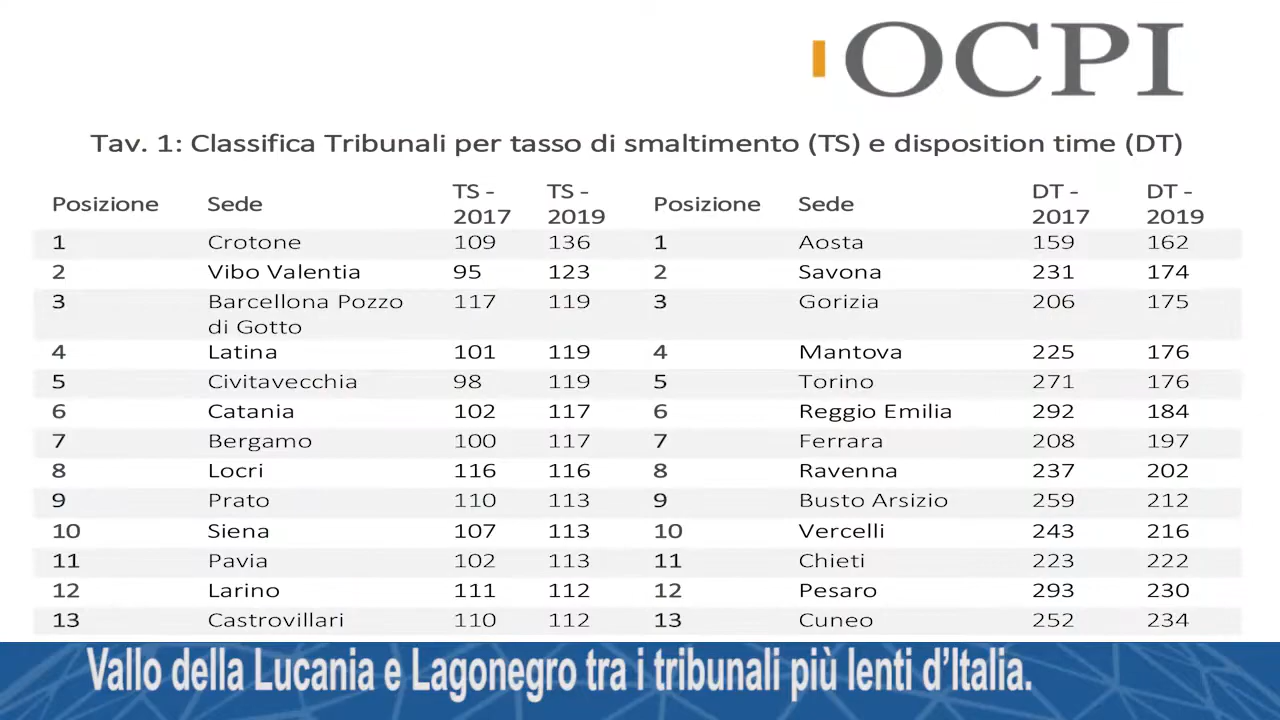 OCPI
Tav. 1: Classifica Tribunali per tasso di smaltimento (TS) e disposition time (DT)
Posizione Sede TS - 2017 TS - 2019 Posizione Sede DT - 2017 DT - 2019
1 Crotone 109 136 1 Aosta 159 162
2 Vibo Valentia 95 123 2 Savona 231 174
3 Barcellona Pozzo di Gotto 117 119 3 Gorizia 206 175
4 Latina 101 119 4 Mantova 225 176
5 Civitavecchia 98 119 5 Torino 271 176
6 Catania 102 117 6 Reggio Emilia 292 184
7 Bergamo 100 117 7 Ferrara 208 197
8 Locri 116 116 8 Ravenna 237 202
9 Prato 110 113 9 Busto Arsizio 259 212
10 Siena 107 113 10 Vercelli 243 216
11 Pavia 102 113 11 Chieti 223 222
12 Larino 111 112 12 Pesaro 293 230
13 Castrovillari 110 112 13 Cuneo 252 234
Vallo della Lucania e Lagonegro tra i tribunali più lenti d'Italia.